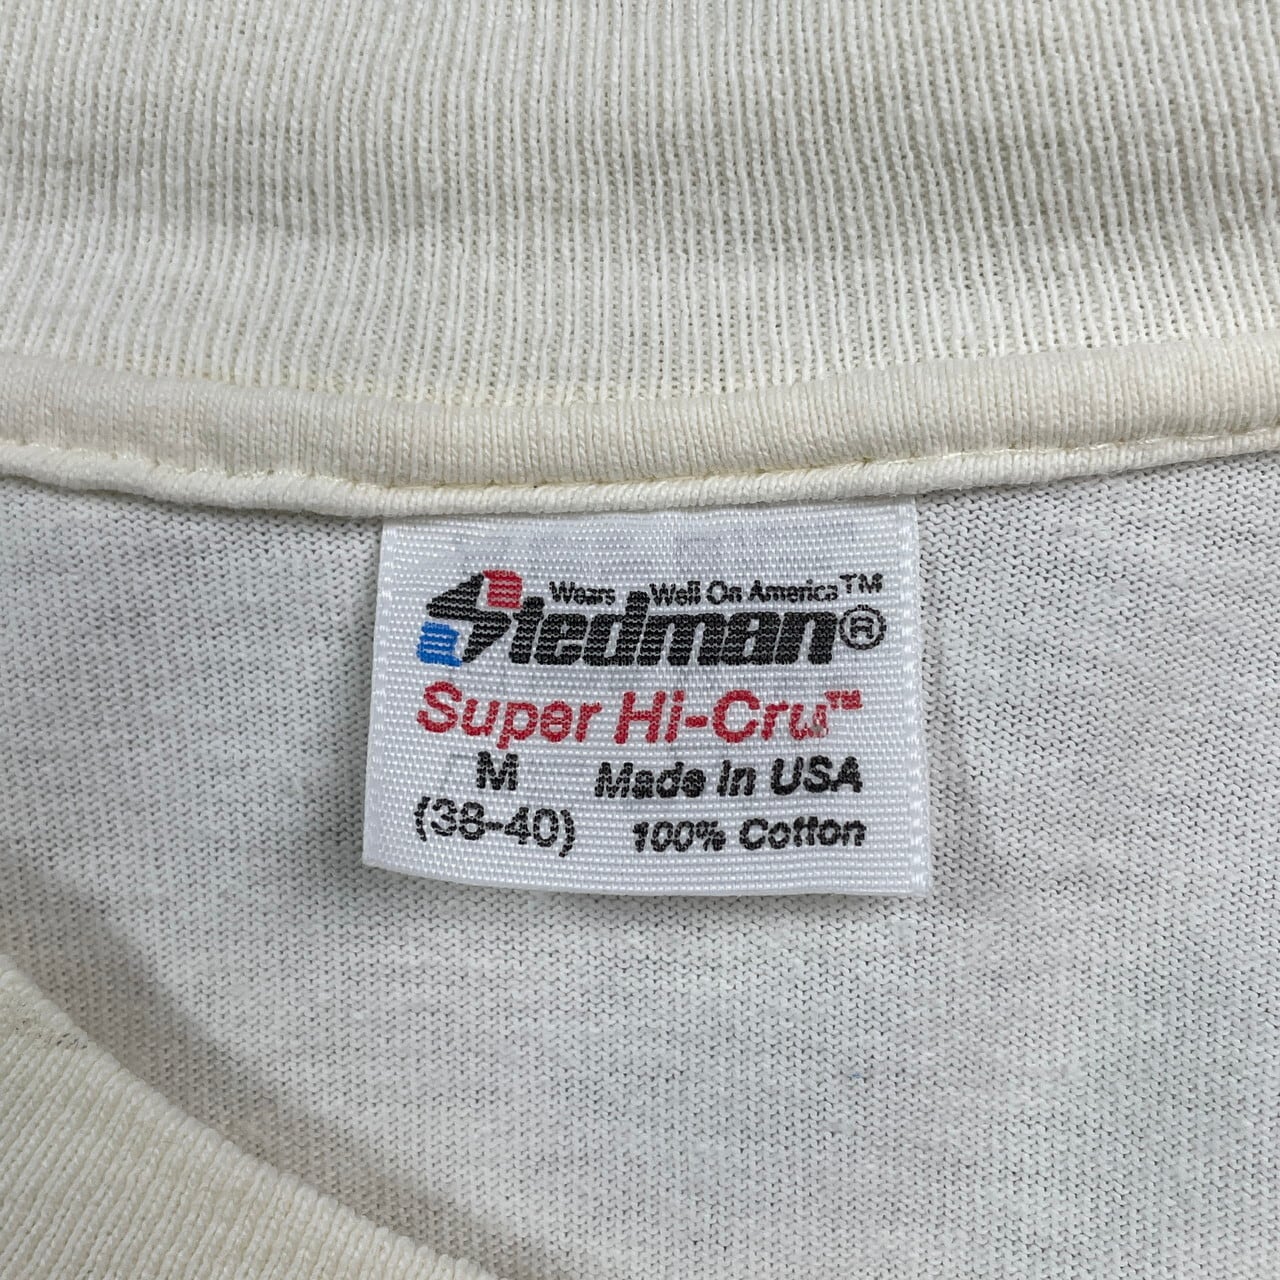 Wears Well On America™
Stedman®
Super Hi-Cru™
M Made In USA
(38-40) 100% Cotton